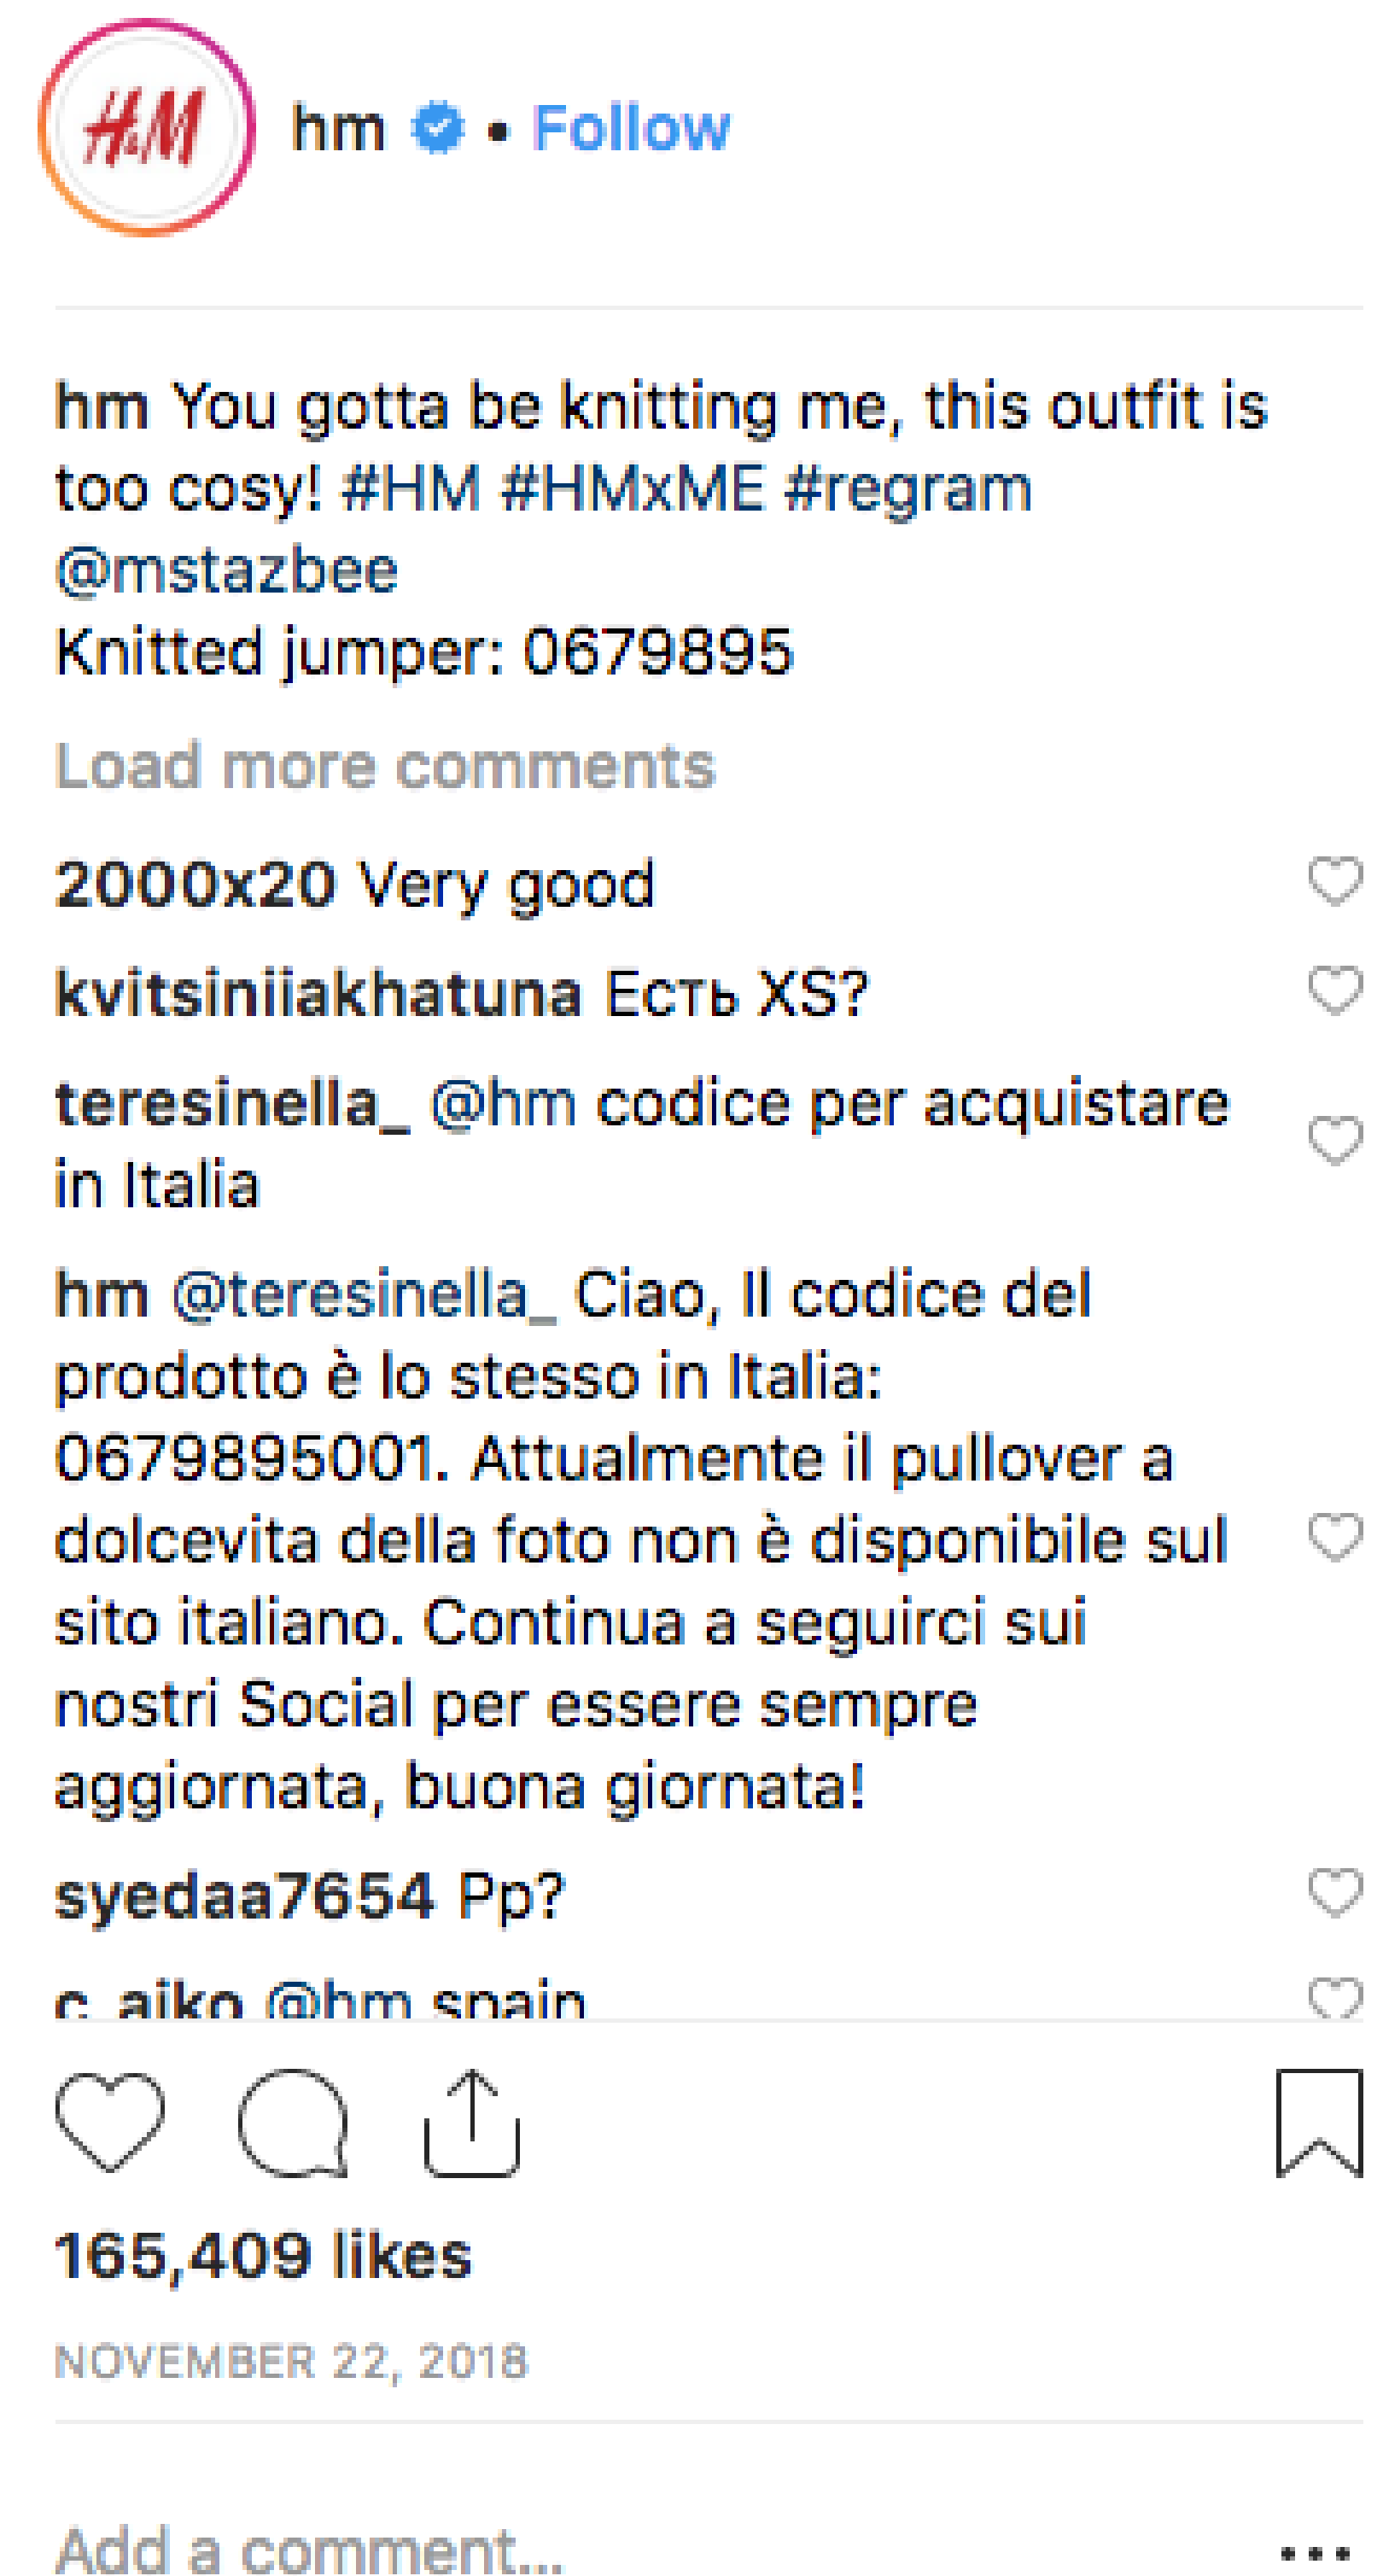 H&M
hm • Follow
hm You gotta be knitting me, this outfit is
too cosy! #HM #HMxME #regram
@mstazbee
Knitted jumper: 0679895
Load more comments
2000x20 Very good
kvitsiniiakhatuna Есть XS?
teresinella_ @hm codice per acquistare
in Italia
hm @teresinella_ Ciao, Il codice del
prodotto è lo stesso in Italia:
0679895001. Attualmente il pullover a
dolcevita della foto non è disponibile sul
sito italiano. Continua a seguirci sui
nostri Social per essere sempre
aggiornata, buona giornata!
syedaa7654 Pp?
c_aiko @hm spain
165,409 likes
NOVEMBER 22, 2018
Add a comment...